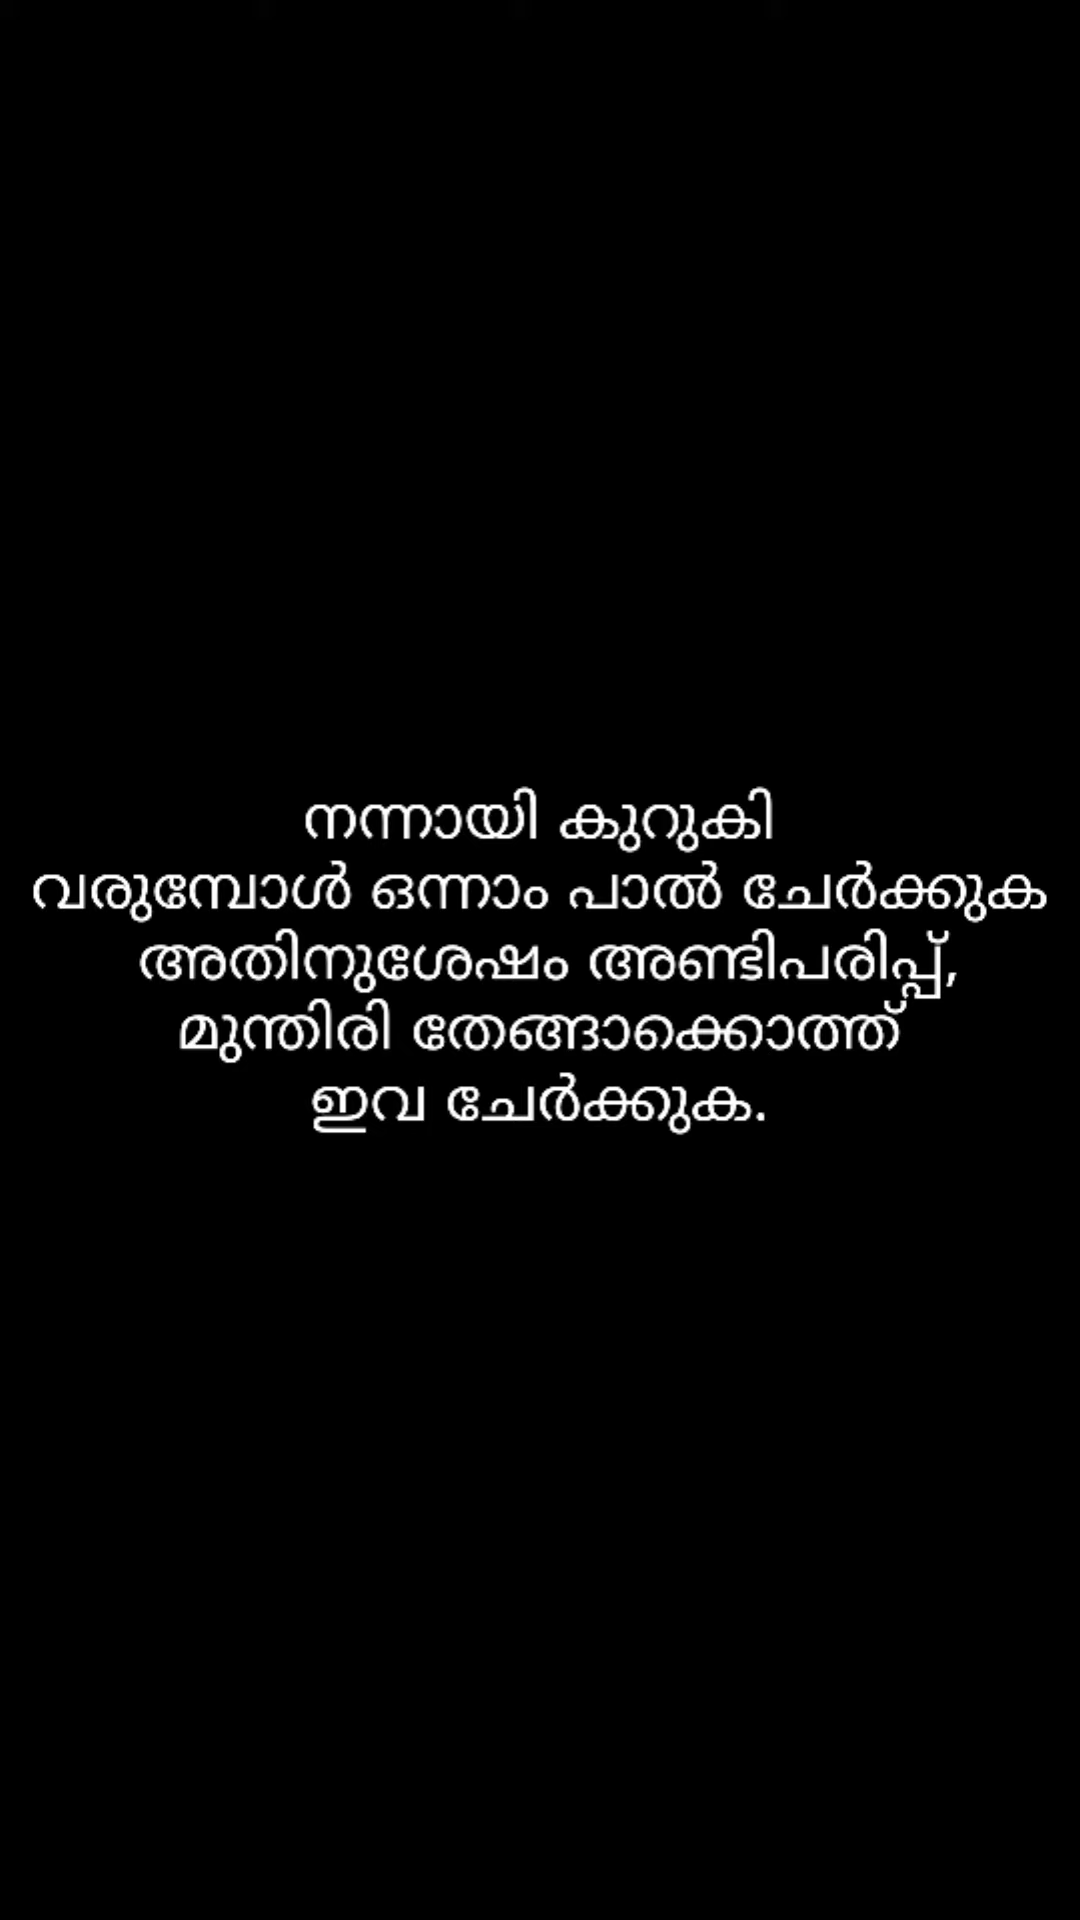 നന്നായി കുറുകി
വരുമ്പോൾ ഒന്നാം പാൽ ചേർക്കുക
അതിനുശേഷം അണ്ടിപരിപ്പ്,
മുന്തിരി തേങ്ങാക്കൊത്ത്
ഇവ ചേർക്കുക.